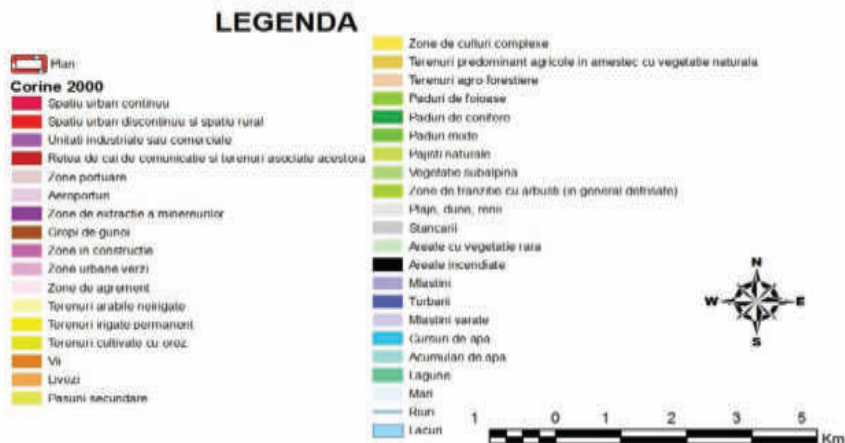 LEGENDA
Plan
Corine 2000
Spatiu urban continuu
Spatiu urban discontinuu si spatiu rural
Unitati industriale sau comerciale
Retea de cai de comunicatie si terenuri asociate acestora
Zone portuare
Aeroporturi
Zone de extractie a minereurilor
Gropi de gunoi
Zone in constructie
Zone urbane verzi
Zone de agrement
Terenuri arabile neirigate
Terenuri irigate permanent
Terenuri cultivate cu orez
Vii
Livezi
Pasuni secundare
Zone de culturi complexe
Terenuri predominant agricole in amestec cu vegetatie naturala
Terenuri agro forestiere
Paduri de foioase
Paduri de conifere
Paduri mixte
Pajisti naturale
Vegetatie subalpina
Zone de tranzitie cu arbusti (in general defrisate)
Plaje, dune, renii
Stancarii
Areale cu vegetatie rara
Areale incendiate
Mlastini
Turbarii
Mlastini sarate
Cursuri de apa
Acumulari de apa
Lagune
Mari
Riuri
Lacuri
N
W E
S
1 0 1 2 3 5
Km